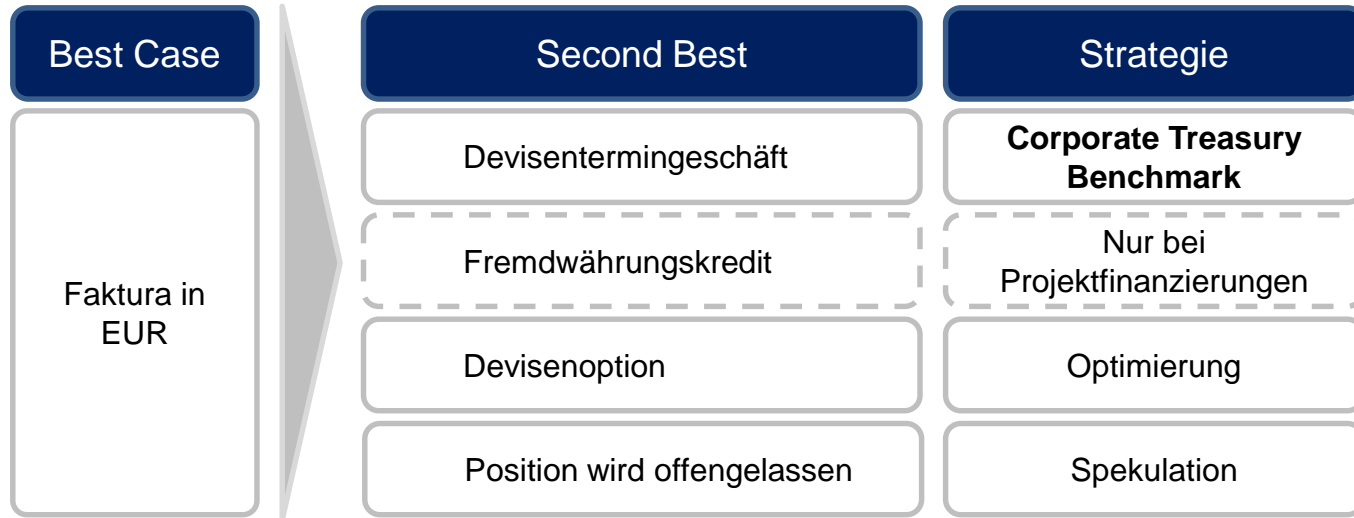 Best Case
Second Best
Strategie
Faktura in
EUR
Devisentermingeschäft
Corporate Treasury
Benchmark
Fremdwährungskredit
Nur bei
Projektfinanzierungen
Devisenoption
Optimierung
Position wird offengelassen
Spekulation